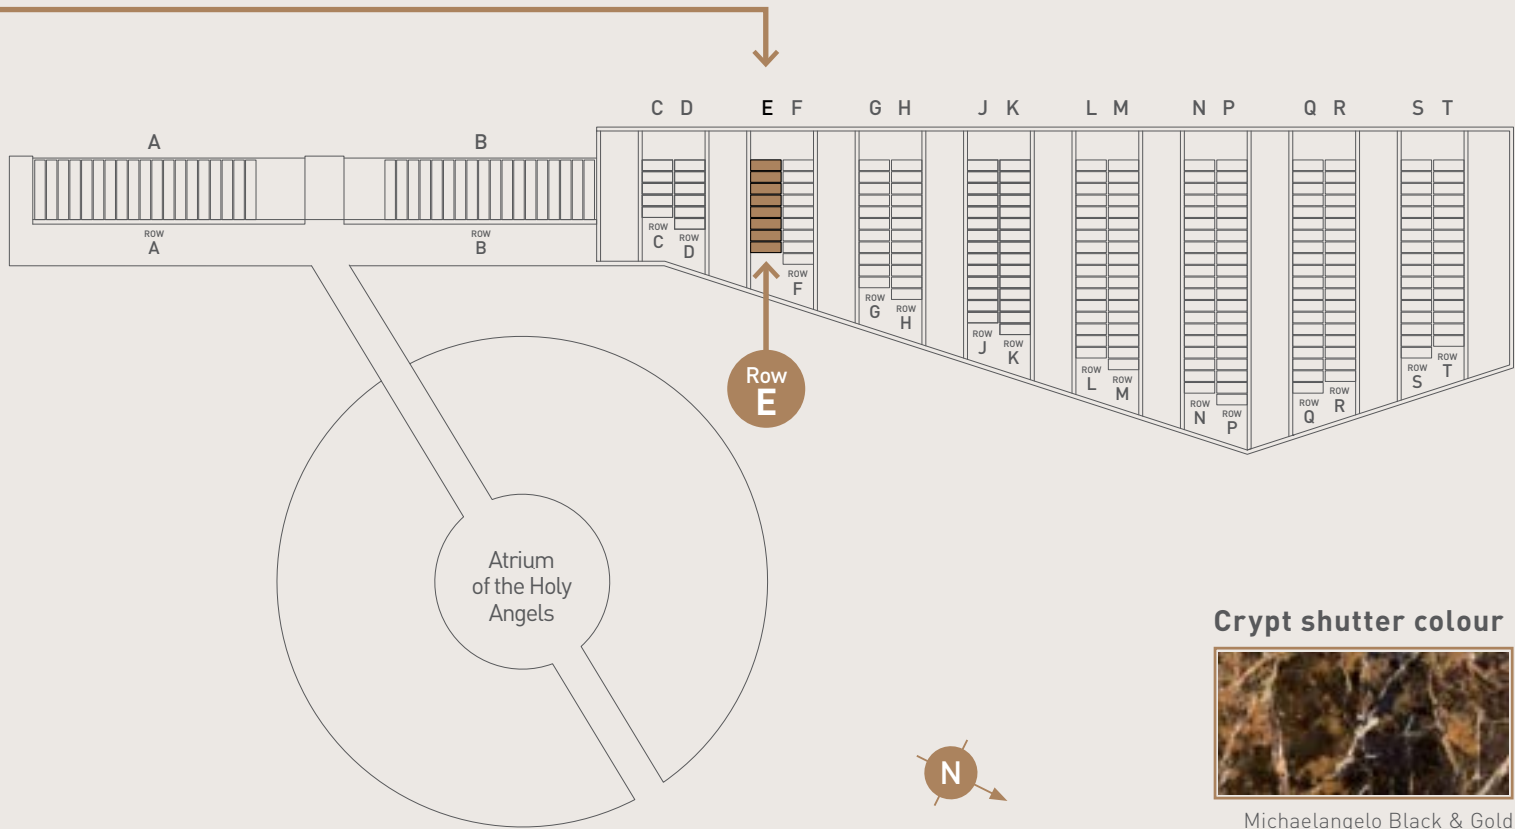 C D E F G H J K L M N P Q R S T
A B
ROW
A
ROW
B
ROW
C
ROW
D
ROW
F
ROW
G
ROW
H
ROW
J
ROW
K
ROW
L
ROW
M
ROW
N
ROW
P
ROW
Q
ROW
R
ROW
S
ROW
T
Row
E
Atrium
of the Holy
Angels
N
Crypt shutter colour
Michaelangelo Black & Gold